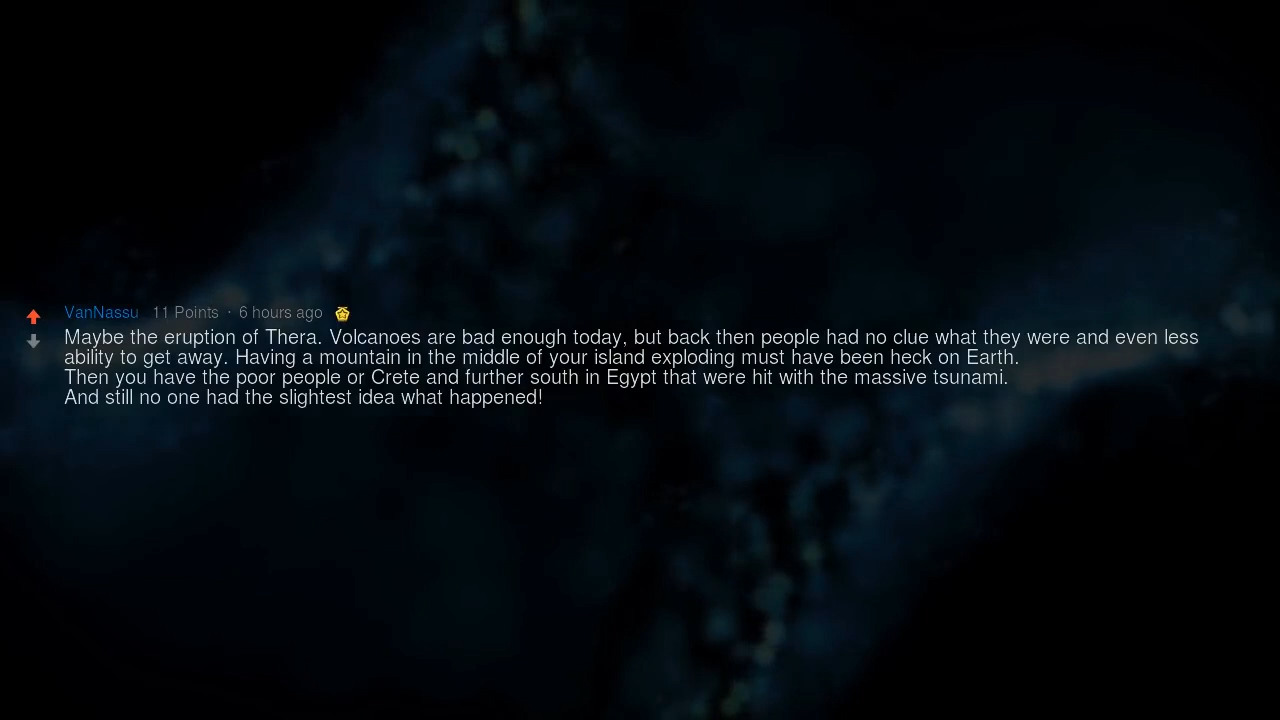 VanNassu 11 Points · 6 hours ago
Maybe the eruption of Thera. Volcanoes are bad enough today, but back then people had no clue what they were and even less
ability to get away. Having a mountain in the middle of your island exploding must have been heck on Earth.
Then you have the poor people or Crete and further south in Egypt that were hit with the massive tsunami.
And still no one had the slightest idea what happened!